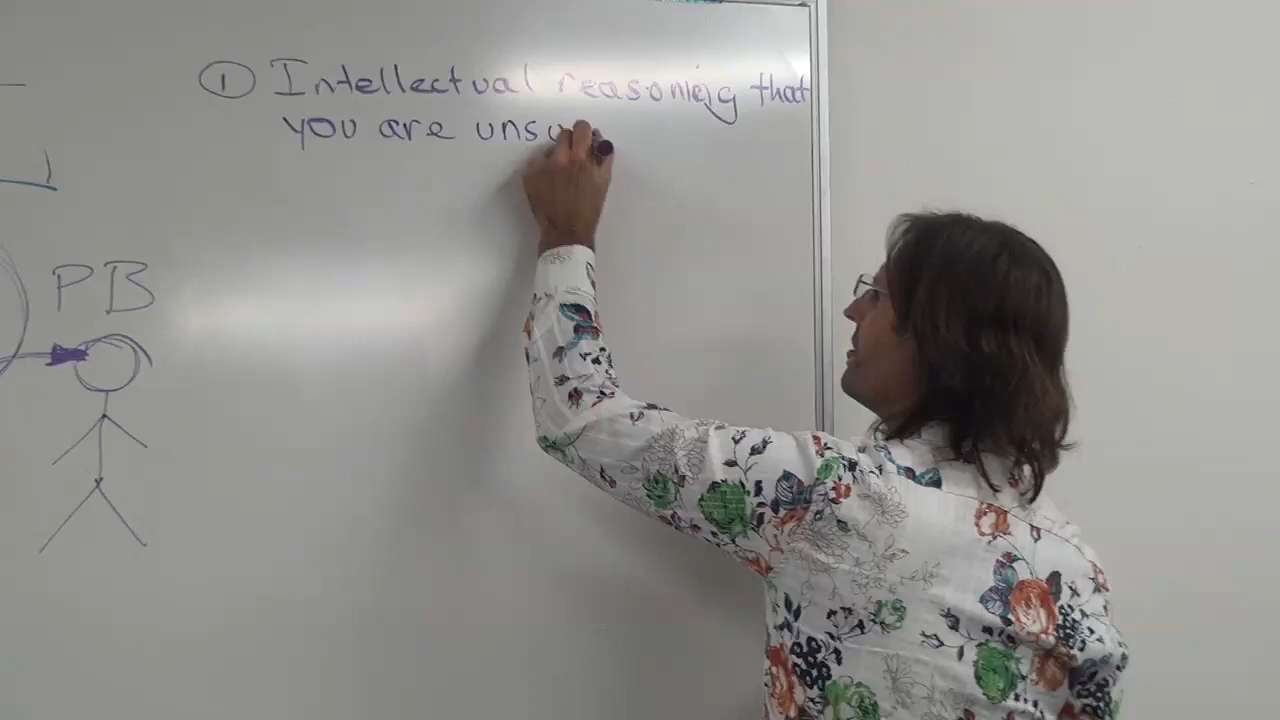 ① Intellectual reasoning that
you are
PB